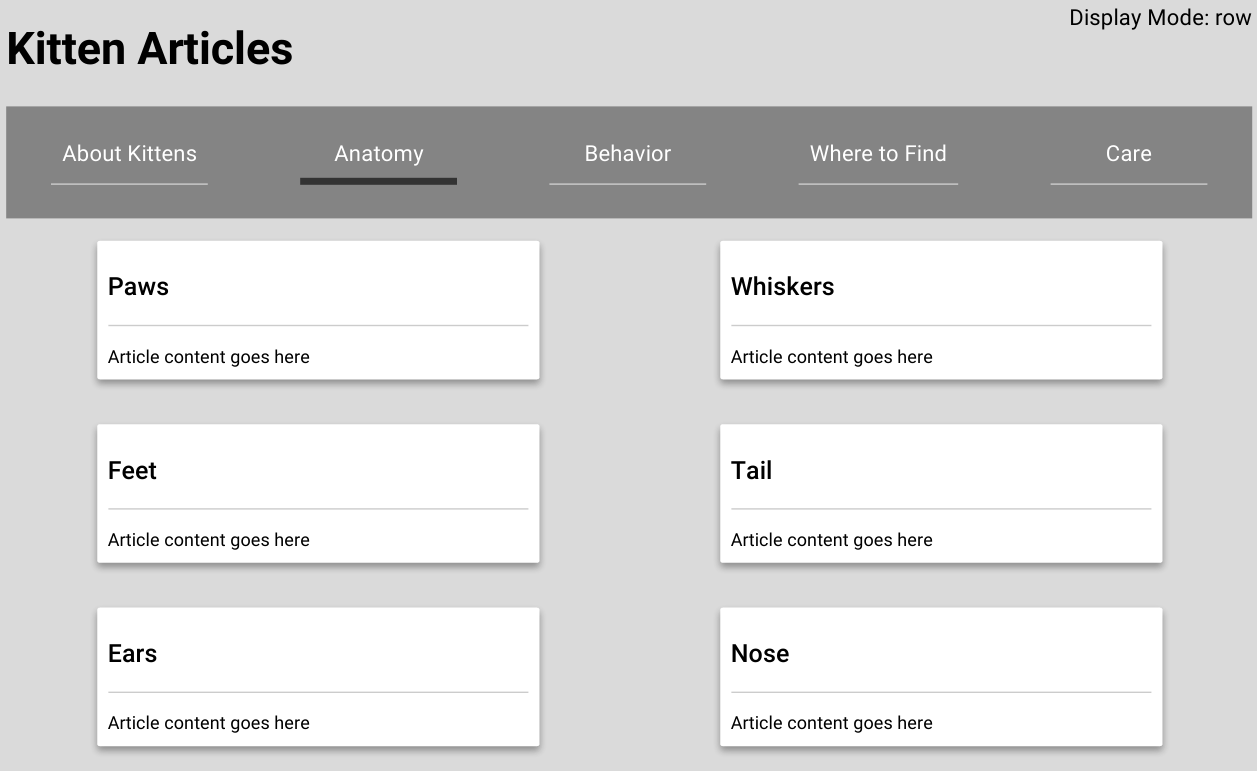 Display Mode: row
Kitten Articles
About Kittens Anatomy Behavior Where to Find Care
Paws
Article content goes here
Whiskers
Article content goes here
Feet
Article content goes here
Tail
Article content goes here
Ears
Article content goes here
Nose
Article content goes here